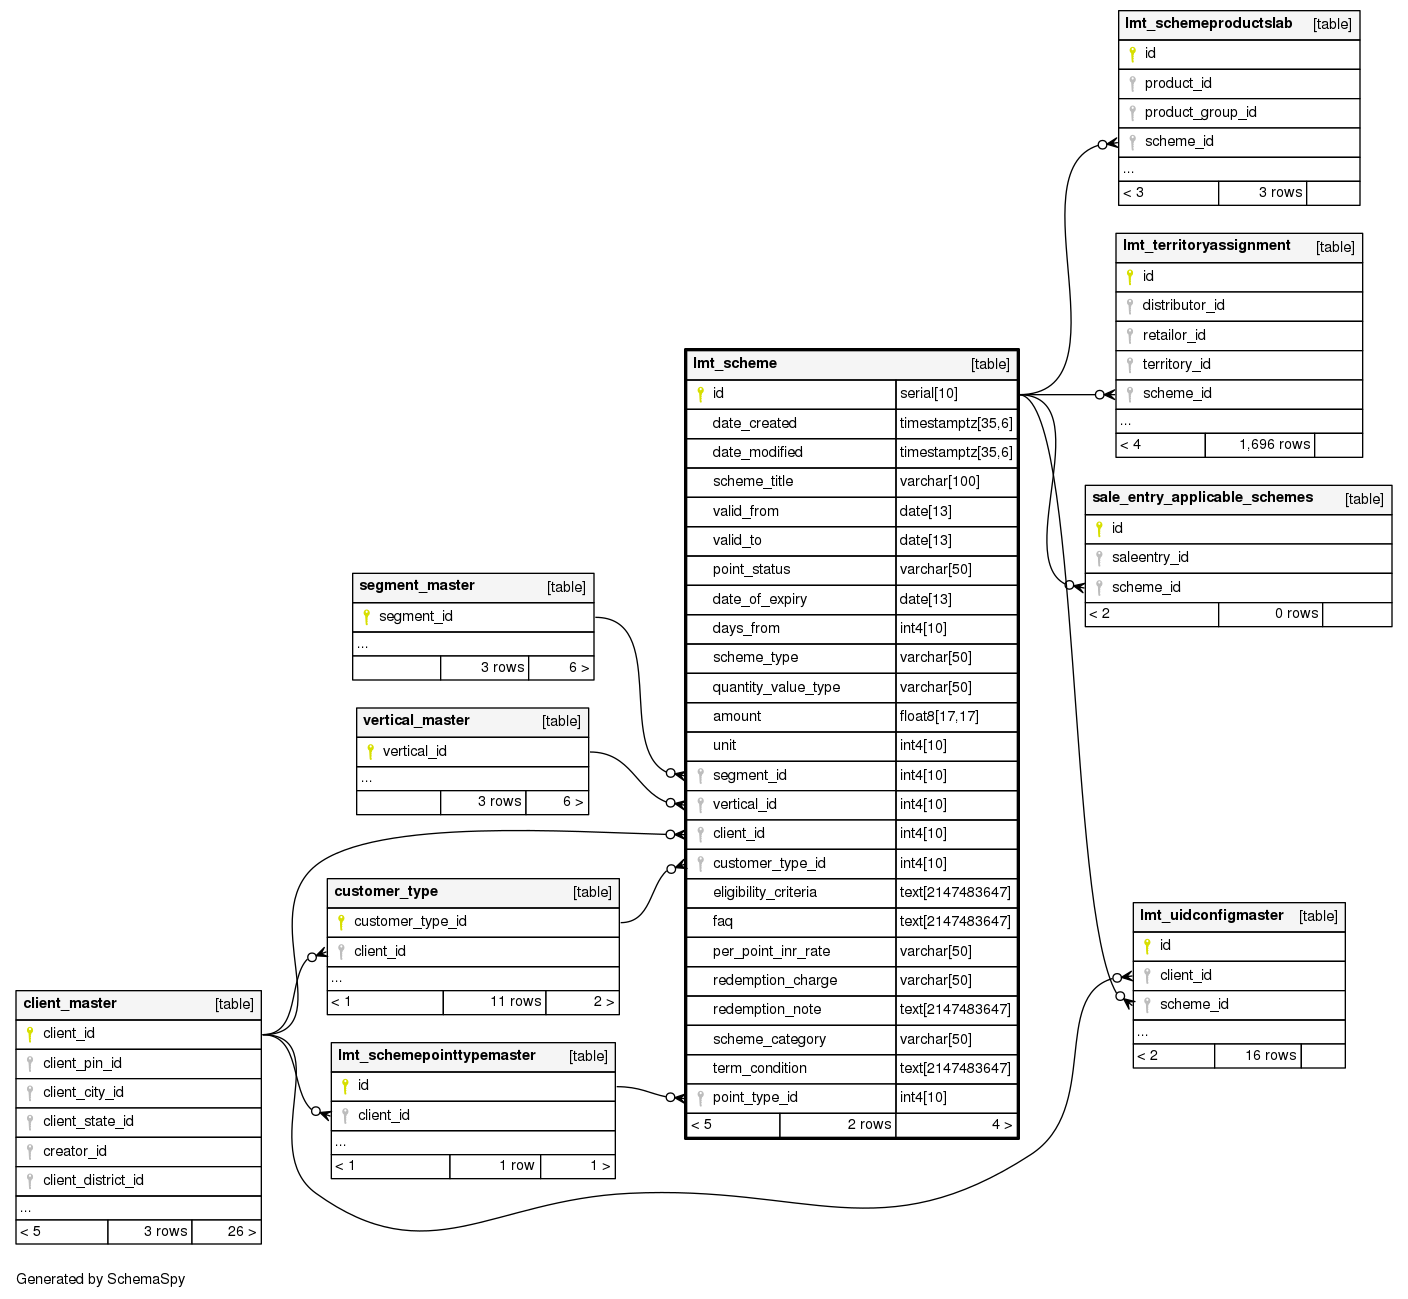 lmt_schemeproductslab [table]
id
product_id
product_group_id
scheme_id
...
< 3 3 rows
lmt_territoryassignment [table]
id
distributor_id
retailor_id
territory_id
scheme_id
...
< 4 1,696 rows
sale_entry_applicable_schemes [table]
id
saleentry_id
scheme_id
< 2 0 rows
lmt_uidconfigmaster [table]
id
client_id
scheme_id
...
< 2 16 rows
lmt_scheme [table]
id serial[10]
date_created timestamptz[35,6]
date_modified timestamptz[35,6]
scheme_title varchar[100]
valid_from date[13]
valid_to date[13]
point_status varchar[50]
date_of_expiry date[13]
days_from int4[10]
scheme_type varchar[50]
quantity_value_type varchar[50]
amount float8[17,17]
unit int4[10]
segment_id int4[10]
vertical_id int4[10]
client_id int4[10]
customer_type_id int4[10]
eligibility_criteria text[2147483647]
faq text[2147483647]
per_point_inr_rate varchar[50]
redemption_charge varchar[50]
redemption_note text[2147483647]
scheme_category varchar[50]
term_condition text[2147483647]
point_type_id int4[10]
< 5 2 rows 4 >
segment_master [table]
segment_id
...
3 rows 6 >
vertical_master [table]
vertical_id
...
3 rows 6 >
customer_type [table]
customer_type_id
client_id
...
< 1 11 rows 2 >
lmt_schemepointtypemaster [table]
id
client_id
...
< 1 1 row 1 >
client_master [table]
client_id
client_pin_id
client_city_id
client_state_id
creator_id
client_district_id
...
< 5 3 rows 26 >
Generated by SchemaSpy